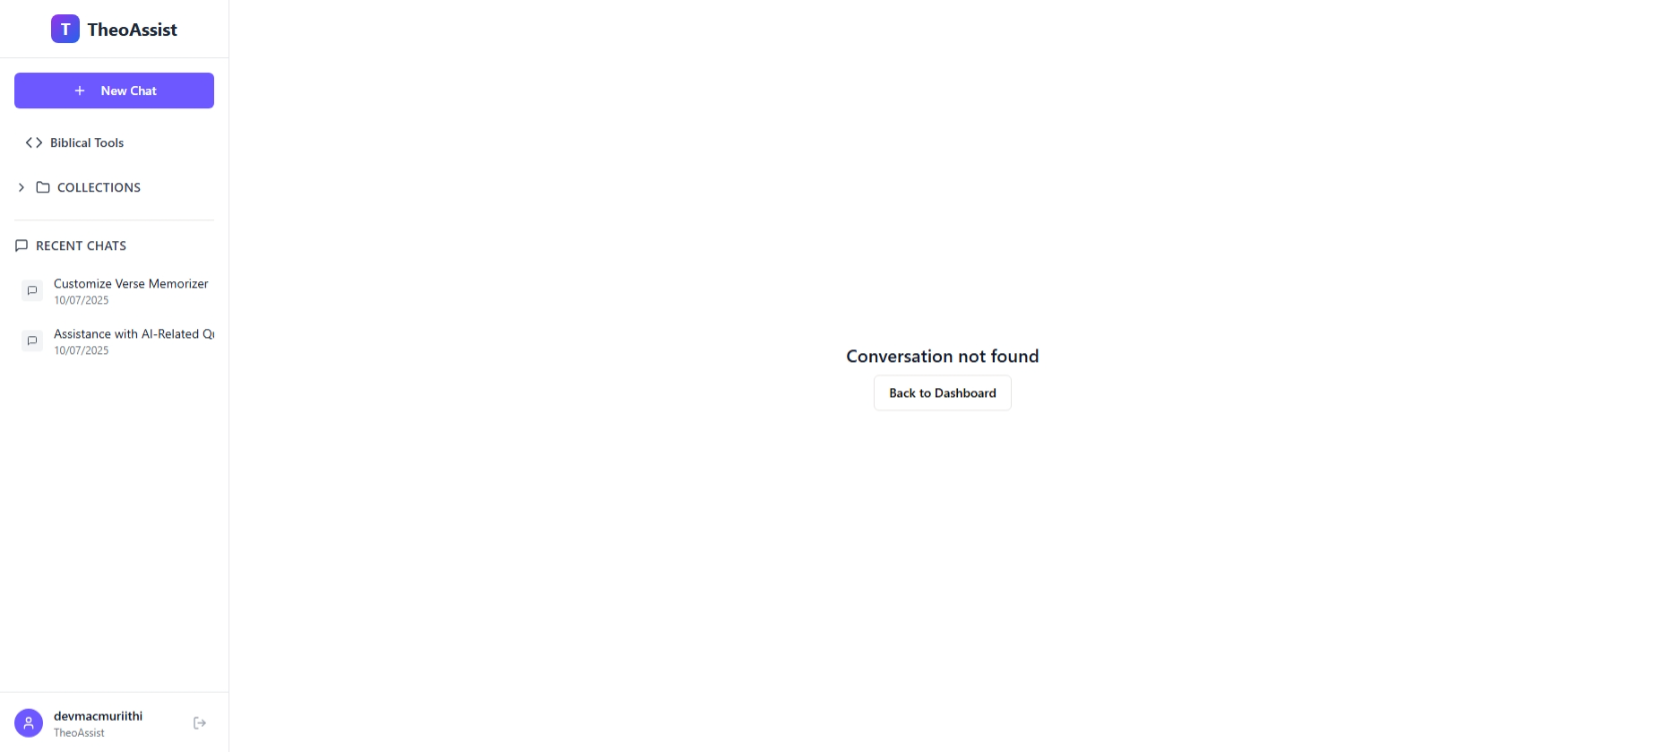 T TheoAssist
New Chat
Biblical Tools
COLLECTIONS
RECENT CHATS
Customize Verse Memorizer
10/07/2025
Assistance with AI-Related
10/07/2025
Conversation not found
Back to Dashboard
devmacmuriithi
TheoAssist